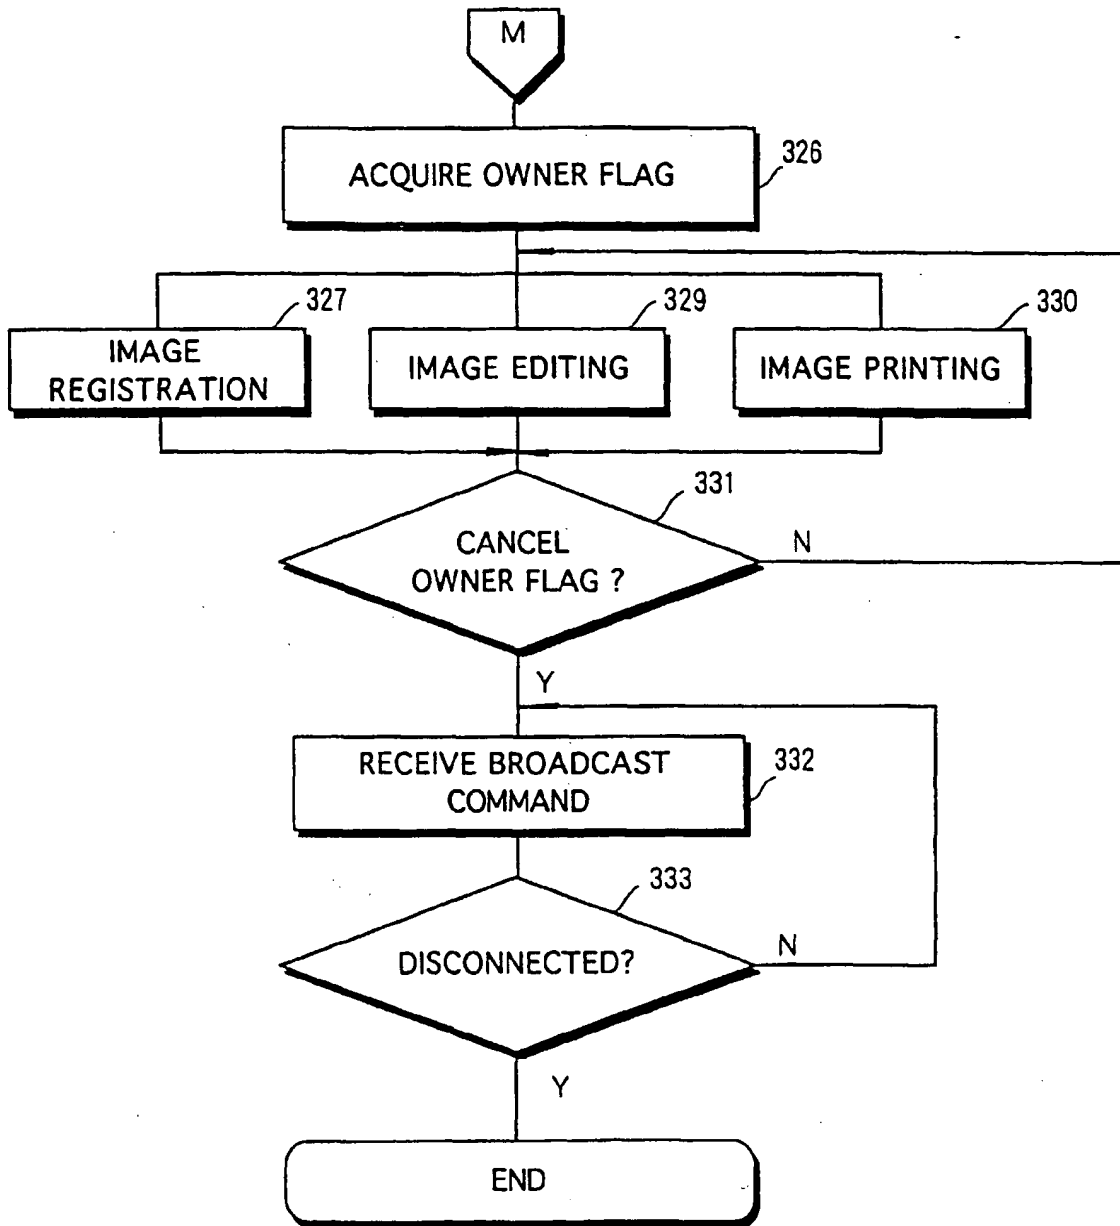 M
ACQUIRE OWNER FLAG
326
327
329
330
IMAGE
REGISTRATION
IMAGE EDITING
IMAGE PRINTING
331
CANCEL
OWNER FLAG ?
N
Y
RECEIVE BROADCAST
COMMAND
332
333
DISCONNECTED?
N
Y
END